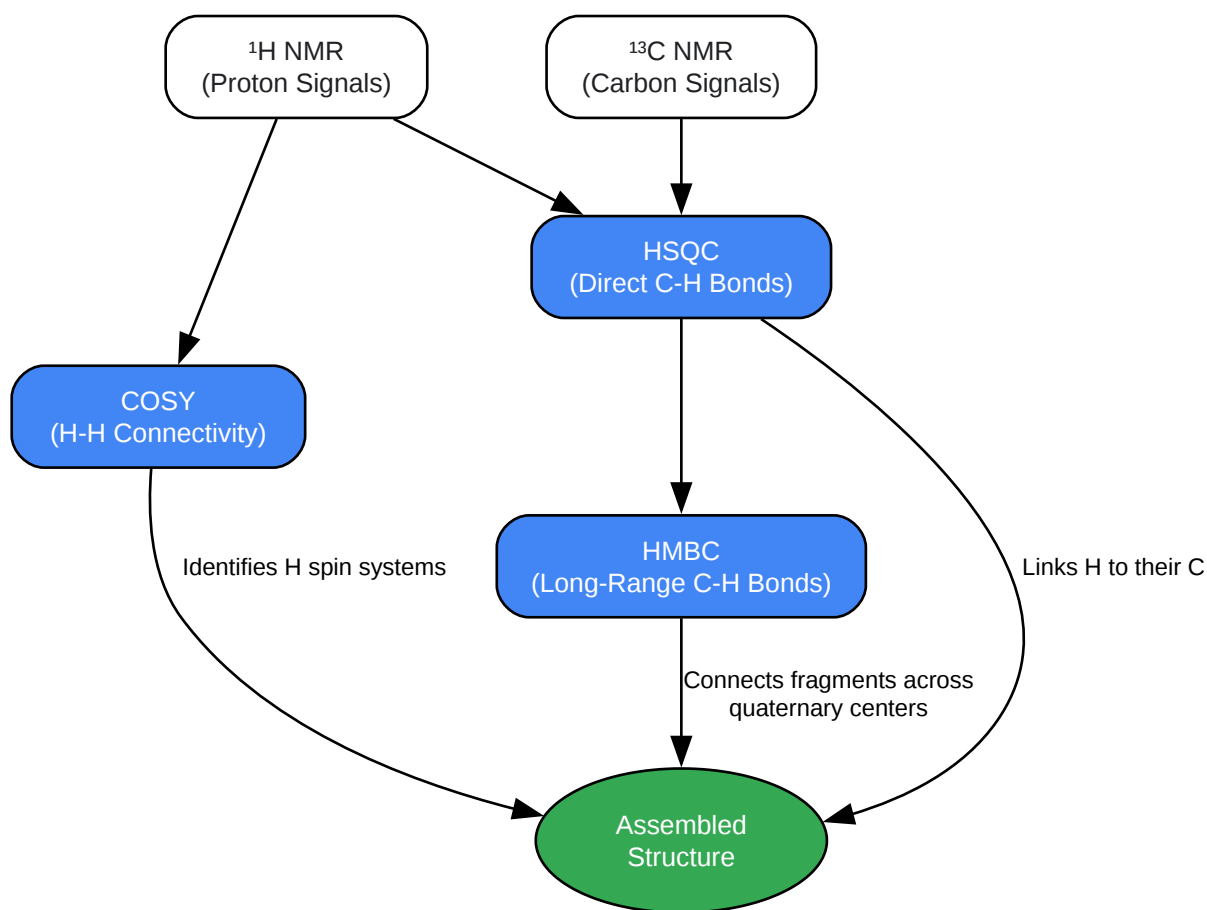 ¹H NMR
(Proton Signals)
¹³C NMR
(Carbon Signals)
HSQC
(Direct C-H Bonds)
COSY
(H-H Connectivity)
HMBC
(Long-Range C-H Bonds)
Identifies H spin systems
Links H to their C
Connects fragments across
quaternary centers
Assembled
Structure